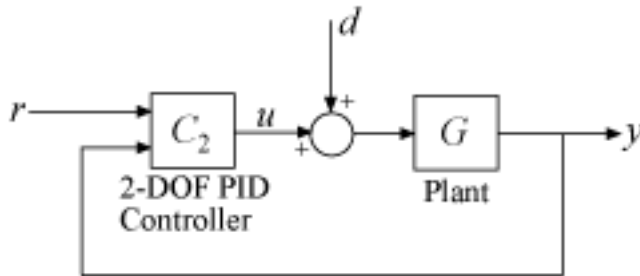 d
r
C2
u
+
+
G
y
2-DOF PID
Controller
Plant